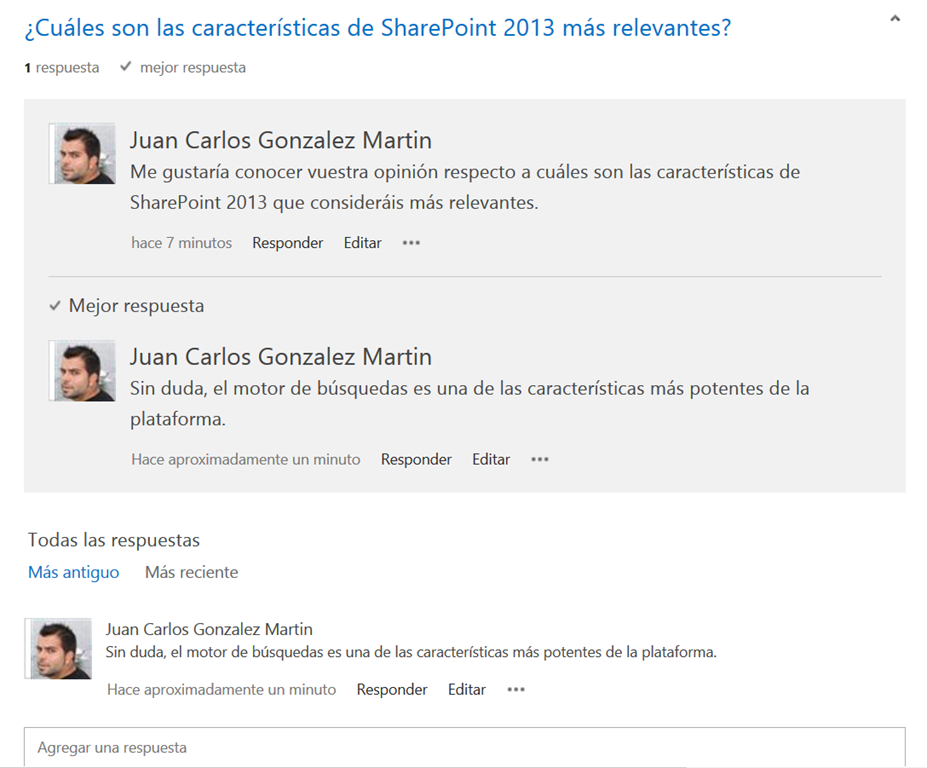 ¿Cuáles son las características de SharePoint 2013 más relevantes?
1 respuesta mejor respuesta
Juan Carlos Gonzalez Martin
Me gustaría conocer vuestra opinión respecto a cuáles son las características de
SharePoint 2013 que consideráis más relevantes.
hace 7 minutos Responder Editar •••
Mejor respuesta
Juan Carlos Gonzalez Martin
Sin duda, el motor de búsquedas es una de las características más potentes de la
plataforma.
Hace aproximadamente un minuto Responder Editar •••
Todas las respuestas
Más antiguo Más reciente
Juan Carlos Gonzalez Martin
Sin duda, el motor de búsquedas es una de las características más potentes de la plataforma.
Hace aproximadamente un minuto Responder Editar •••
Agregar una respuesta